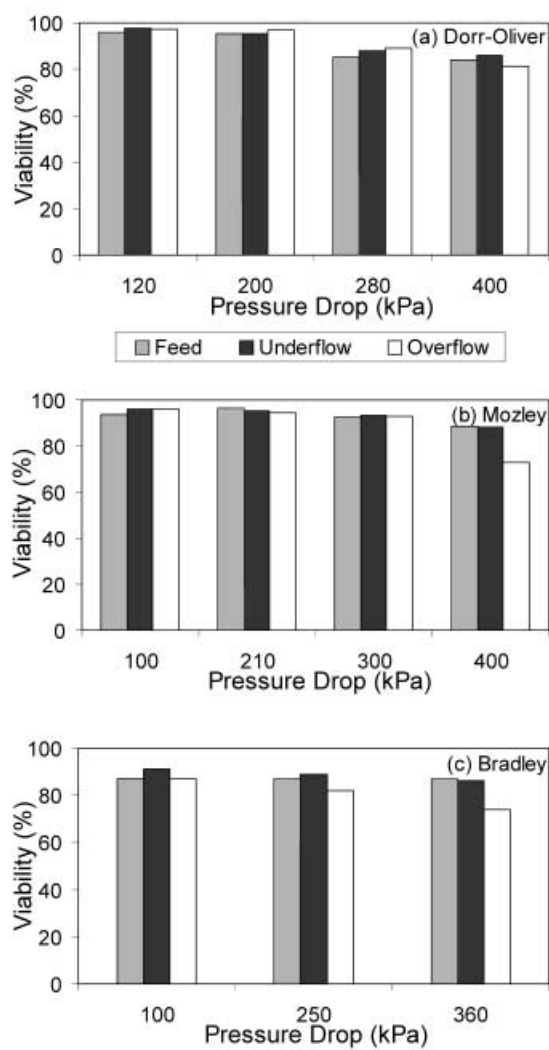 (a) Dorr-Oliver
100
80
60
40
20
0
Viability (%)
120 200 280 400
Pressure Drop (kPa)
Feed Underflow Overflow
(b) Mozley
100
80
60
40
20
0
Viability (%)
100 210 300 400
Pressure Drop (kPa)
(c) Bradley
100
80
60
40
20
0
Viability (%)
100 250 360
Pressure Drop (kPa)